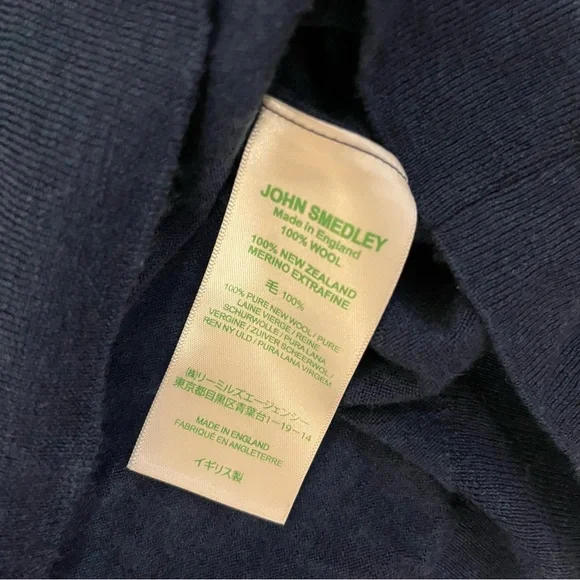 JOHN SMEDLEY
Made in England
100% WOOL
100% NEW ZEALAND
MERINO EXTRAFINE
毛 100%
100% PURE NEW WOOL / PURE
LAINE VIERGE / REINE
SCHURWOLLE / PURA LANA
VERGINE / ZUIVER SCHEERWOL /
REN NY ULD / PURA LANA VIRGEM
㈱リーミルズエージェンシー
東京都目黒区青葉台1-19-14
MADE IN ENGLAND
FABRIQUE EN ANGLETERRE
イギリス製